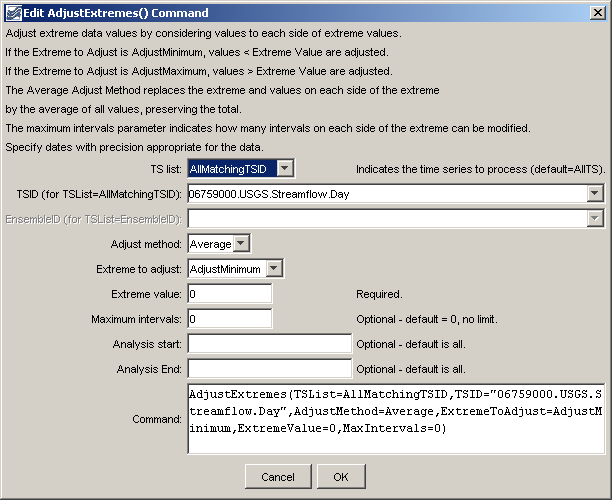 Edit AdjustExtremes() Command
Adjust extreme data values by considering values to each side of extreme values.
If the Extreme to Adjust is AdjustMinimum, values < Extreme Value are adjusted.
If the Extreme to Adjust is AdjustMaximum, values > Extreme Value are adjusted.
The Average Adjust Method replaces the extreme and values on each side of the extreme
by the average of all values, preserving the total.
The maximum intervals parameter indicates how many intervals on each side of the extreme can be modified.
Specify dates with precision appropriate for the data.
TS list: AllMatchingTSID Indicates the time series to process (default=AllTS).
TSID (for TSList=AllMatchingTSID): 06759000.USGS.Streamflow.Day
EnsembleID (for TSList=EnsembleID):
Adjust method: Average
Extreme to adjust: AdjustMinimum
Extreme value: 0 Required.
Maximum intervals: 0 Optional - default = 0, no limit.
Analysis start: Optional - default is all.
Analysis End: Optional - default is all.
AdjustExtremes(TSList=AllMatchingTSID,TSID="06759000.USGS.S
treamflow.Day",AdjustMethod=Average,ExtremeToAdjust=AdjustM
Command: inimum,ExtremeValue=0,MaxIntervals=0)
Cancel OK